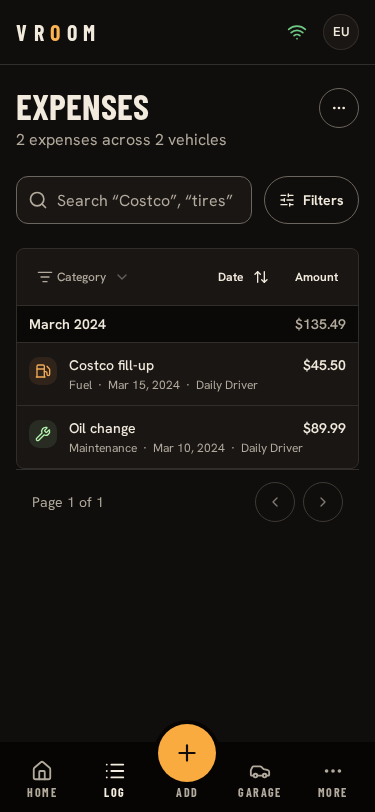 VROOM
EU
EXPENSES
2 expenses across 2 vehicles
Search “Costco”, “tires”
Filters
Category Date Amount
March 2024 $135.49
Costco fill-up $45.50
Fuel · Mar 15, 2024 · Daily Driver
Oil change $89.99
Maintenance · Mar 10, 2024 · Daily Driver
Page 1 of 1
HOME LOG ADD GARAGE MORE